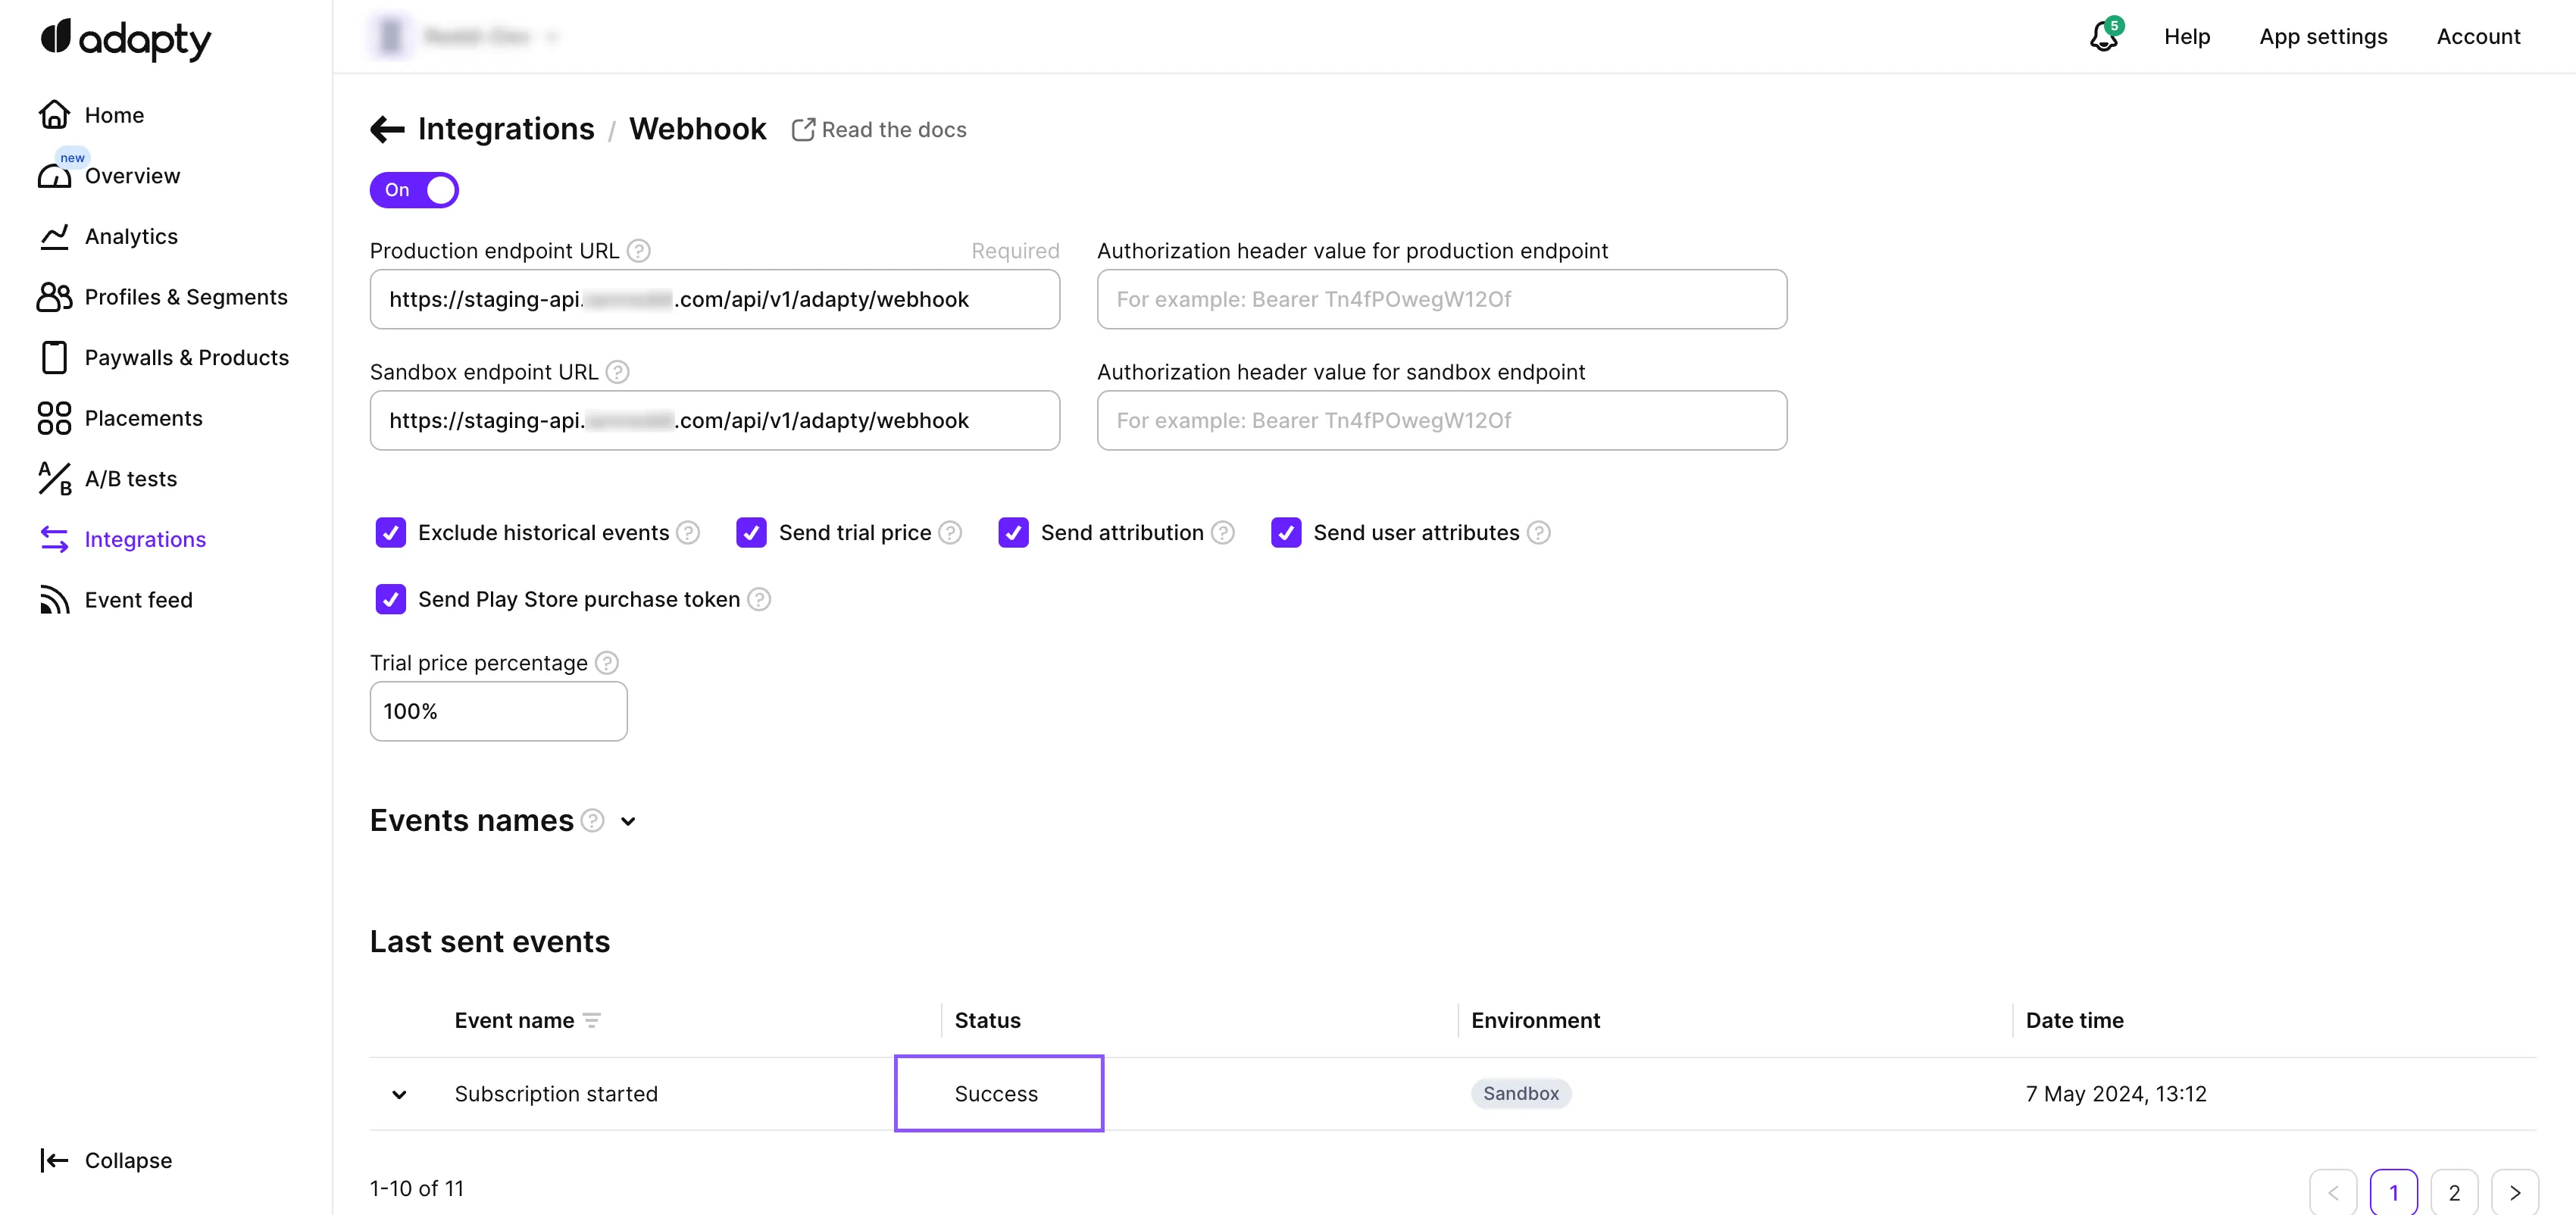 adapty
Help
App settings
Account
5
Home
new
Overview
Analytics
Profiles & Segments
Paywalls & Products
Placements
A/B tests
Integrations
Event feed
Collapse
Integrations / Webhook Read the docs
On
Production endpoint URL ? Required
https://staging-api. .com/api/v1/adapty/webhook
Authorization header value for production endpoint
For example: Bearer Tn4fPOwegW12Of
Sandbox endpoint URL ?
https://staging-api. .com/api/v1/adapty/webhook
Authorization header value for sandbox endpoint
For example: Bearer Tn4fPOwegW12Of
Exclude historical events ? Send trial price ? Send attribution ? Send user attributes ?
Send Play Store purchase token ?
Trial price percentage ?
100%
Events names ?
Last sent events
Event name Status Environment Date time
Subscription started Success Sandbox 7 May 2024, 13:12
1-10 of 11
< 1 2 >